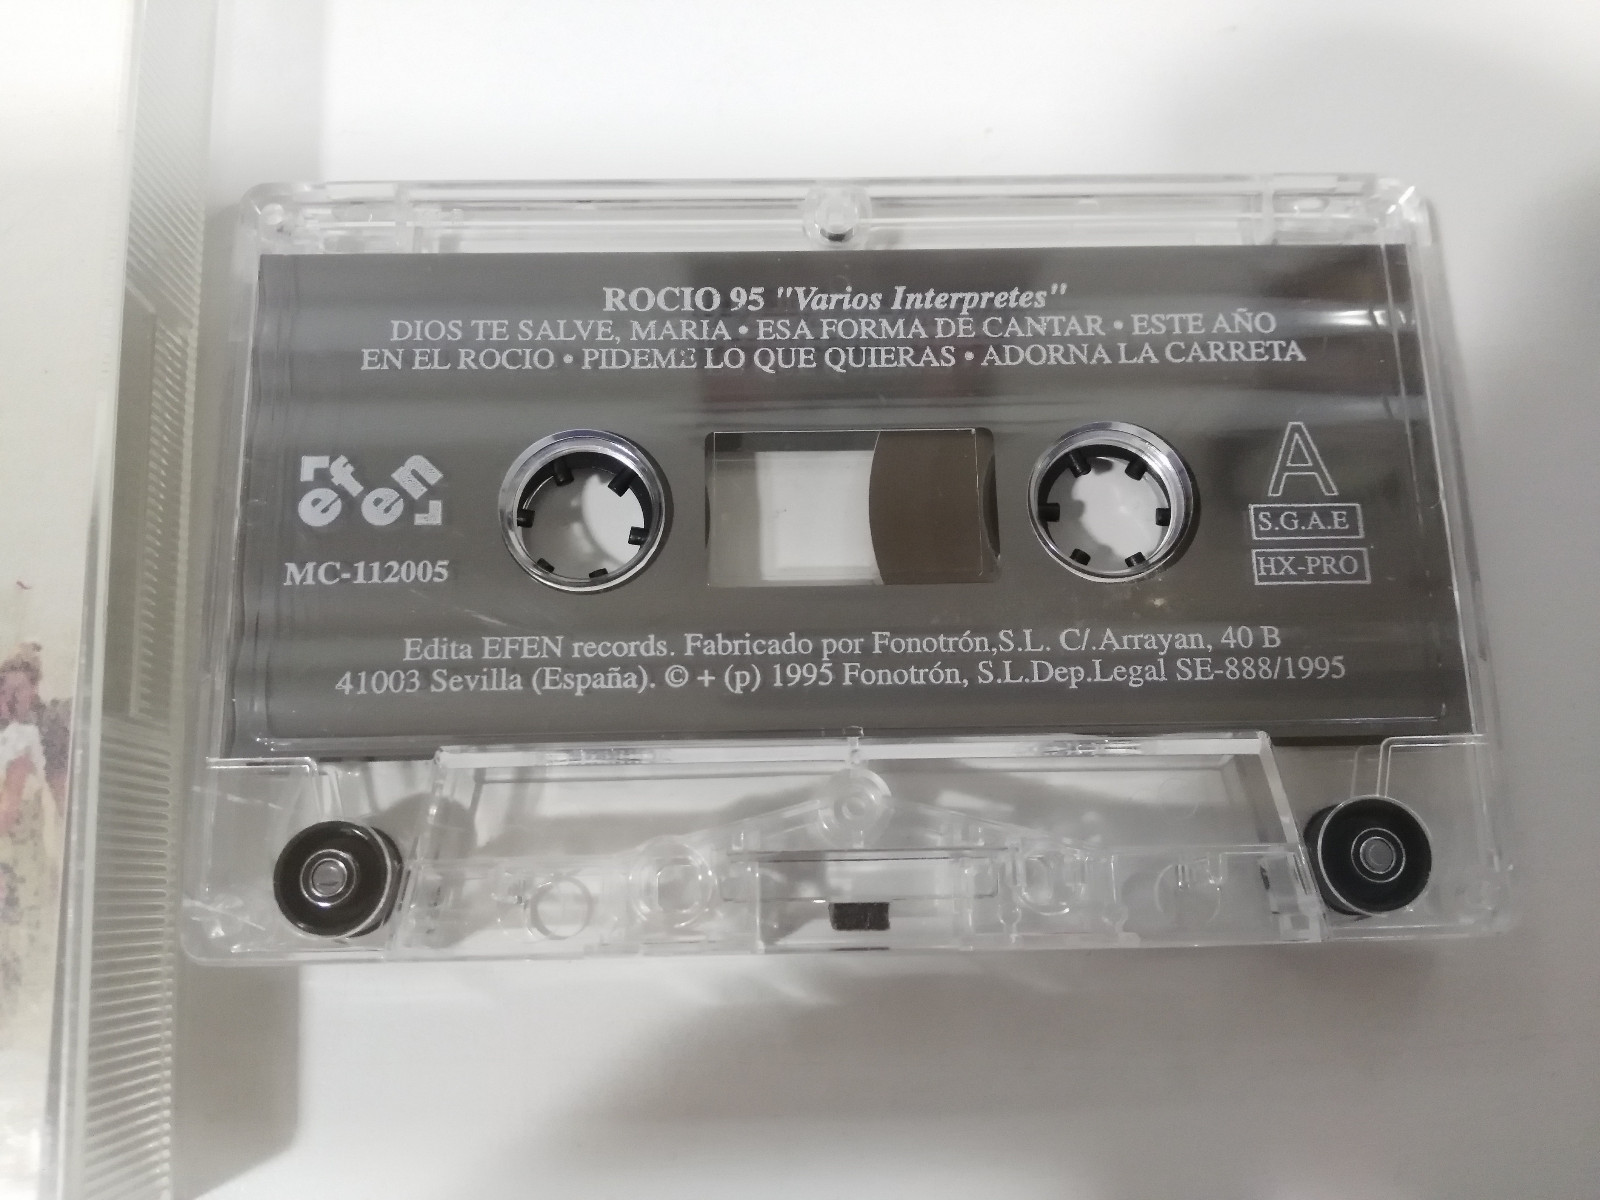 ROCIO 95 "Varios Interpretes"
DIOS TE SALVE, MARIA • ESA FORMA DE CANTAR • ESTE AÑO
EN EL ROCIO • PIDEME LO QUE QUIERAS • ADORNA LA CARRETA
efen
MC-112005
A
S.G.A.E
HX-PRO
Edita EFEN records. Fabricado por Fonotrón,S.L. C/.Arrayan, 40 B
41003 Sevilla (España). © + (p) 1995 Fonotrón, S.L.Dep.Legal SE-888/1995